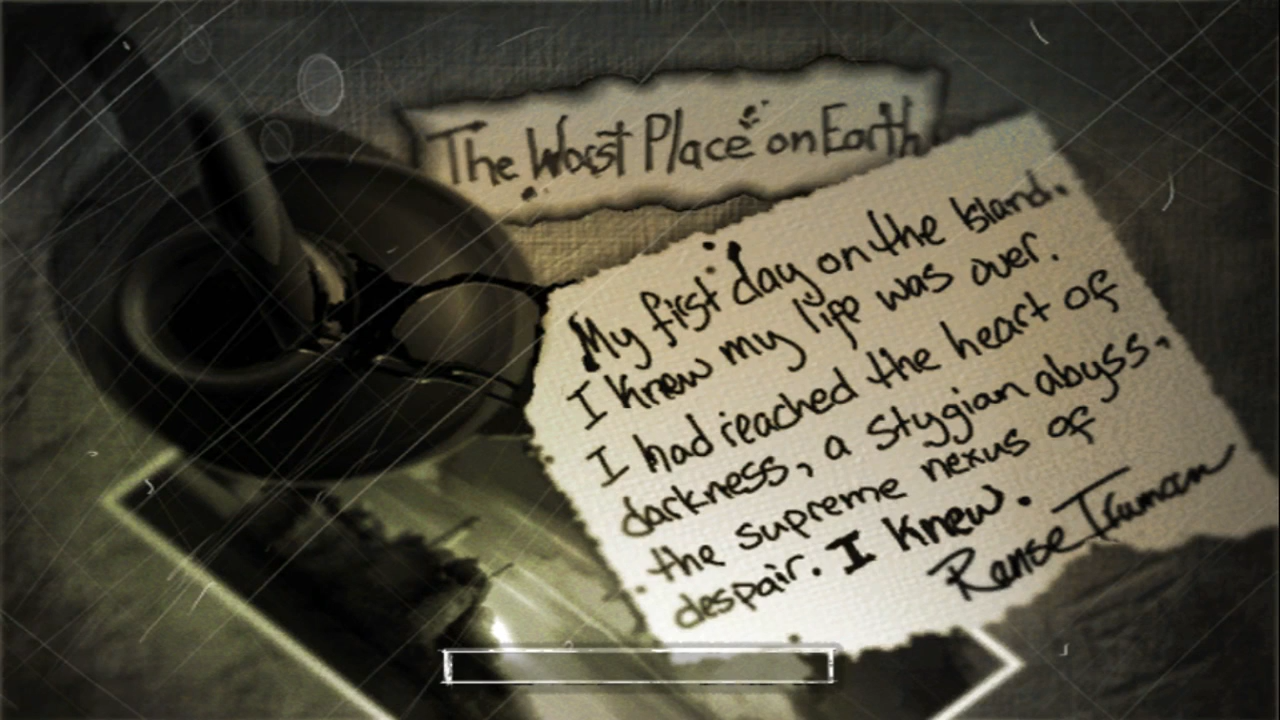 The Worst Place on Earth
My first day on the Island.
I knew my life was over.
I had reached the heart of
darkness, a stygian abyss,
the supreme nexus of
despair. I knew.
Ranse Truman